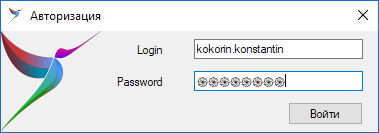 Авторизация
Login
kokorin.konstantin
Password
Войти